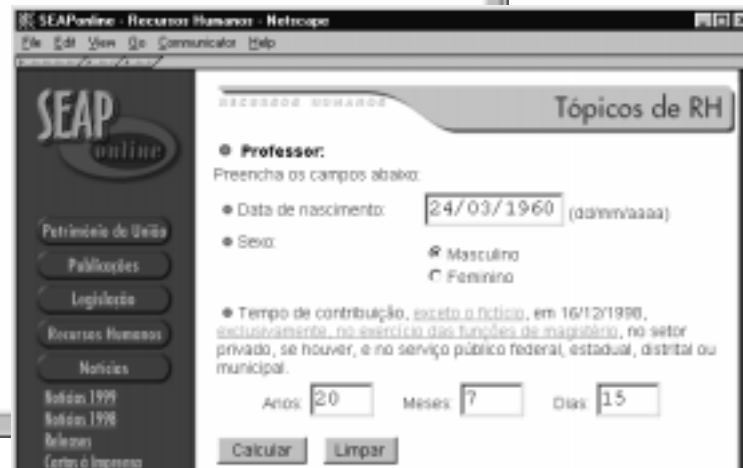 SEAPonline - Recursos Humanos - Netscape
File Edit View Go Communicator Help
SEAP
online
RECURSOS HUMANOS
Tópicos de RH
Professor:
Preencha os campos abaixo:
Data de nascimento: 24/03/1960 (dd/mm/aaaa)
Sexo:
Masculino
Feminino
Tempo de contribuição, exceto o fictício, em 16/12/1998,
exclusivamente, no exercício das funções de magistério, no setor
privado, se houver, e no serviço público federal, estadual, distrital ou
municipal.
Anos: 20 Meses: 7 Dias: 15
Calcular Limpar
Patrimônio da União
Publicações
Legislação
Recursos Humanos
Notícias
Notícias 1999
Notícias 1998
Releases
Cartas à Imprensa